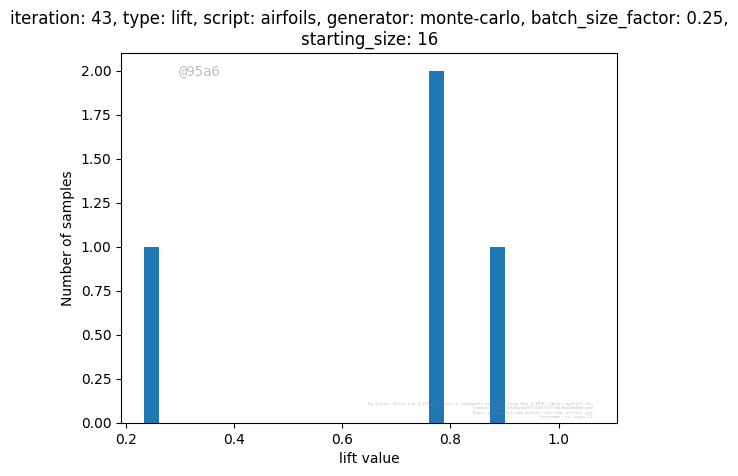 iteration: 43, type: lift, script: airfoils, generator: monte-carlo, batch_size_factor: 0.25,
starting_size: 16
@95a6
2.00
1.75
1.50
1.25
1.00
0.75
0.50
0.25
0.00
Number of samples
0.2 0.4 0.6 0.8 1.0
lift value